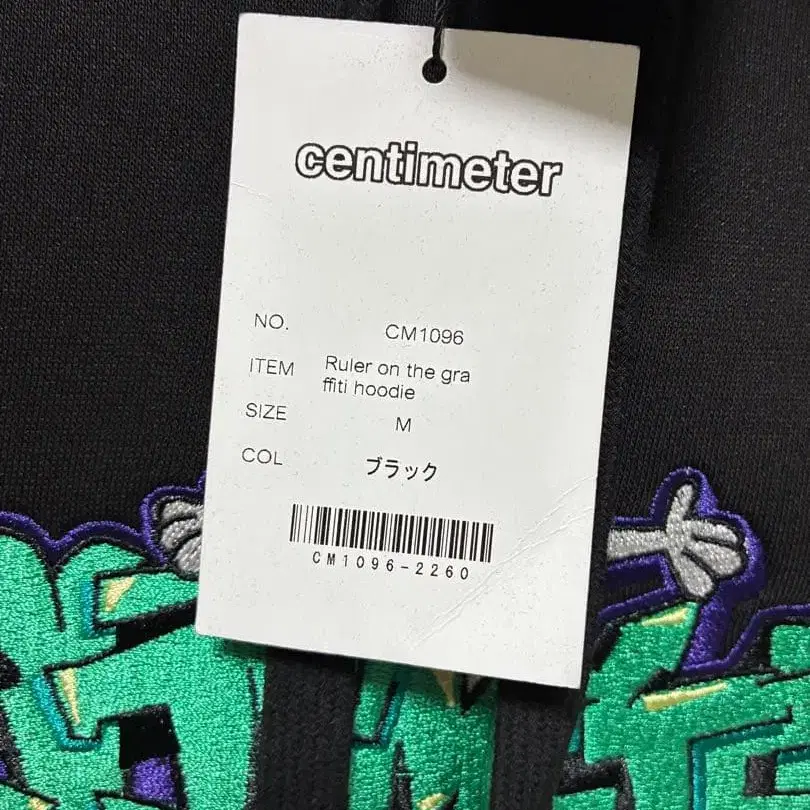 centimeter
NO. CM1096
ITEM Ruler on the gra
ffiti hoodie
SIZE M
COL ブラック
CM1096-2260